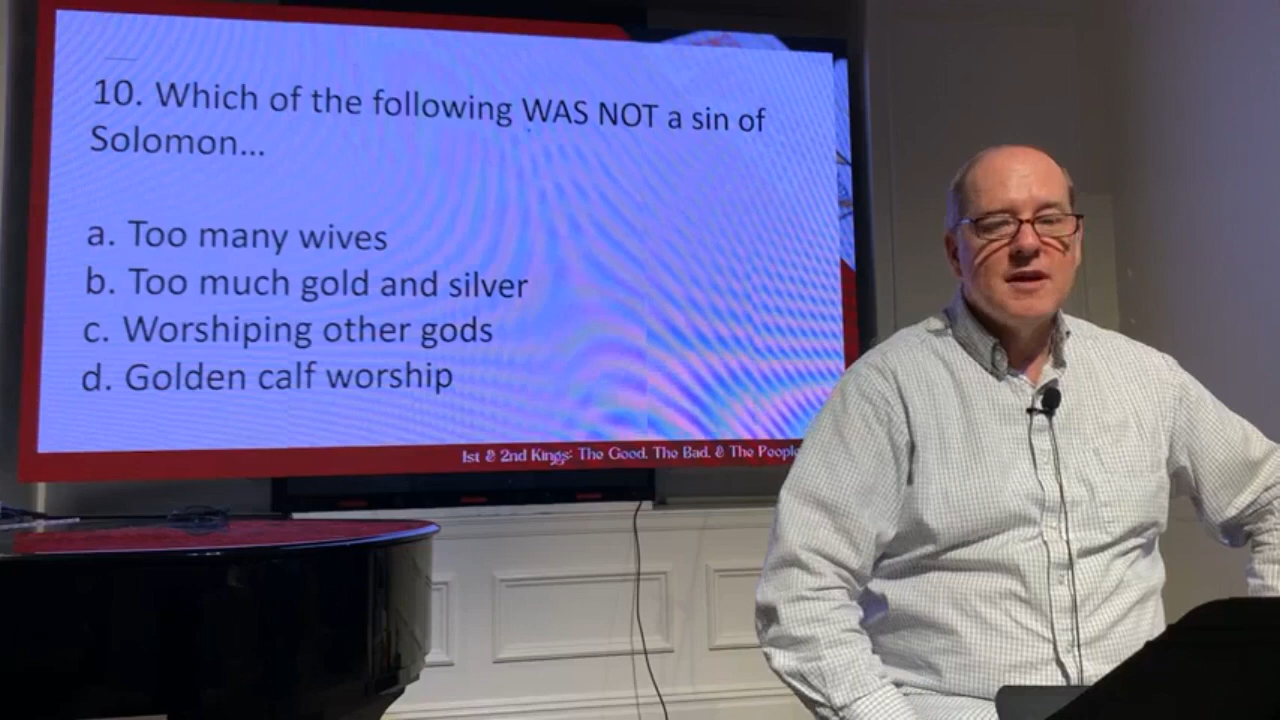 10. Which of the following WAS NOT a sin of
Solomon...
a. Too many wives
b. Too much gold and silver
c. Worshiping other gods
d. Golden calf worship
1st & 2nd Kings: The Good, The Bad, & The People